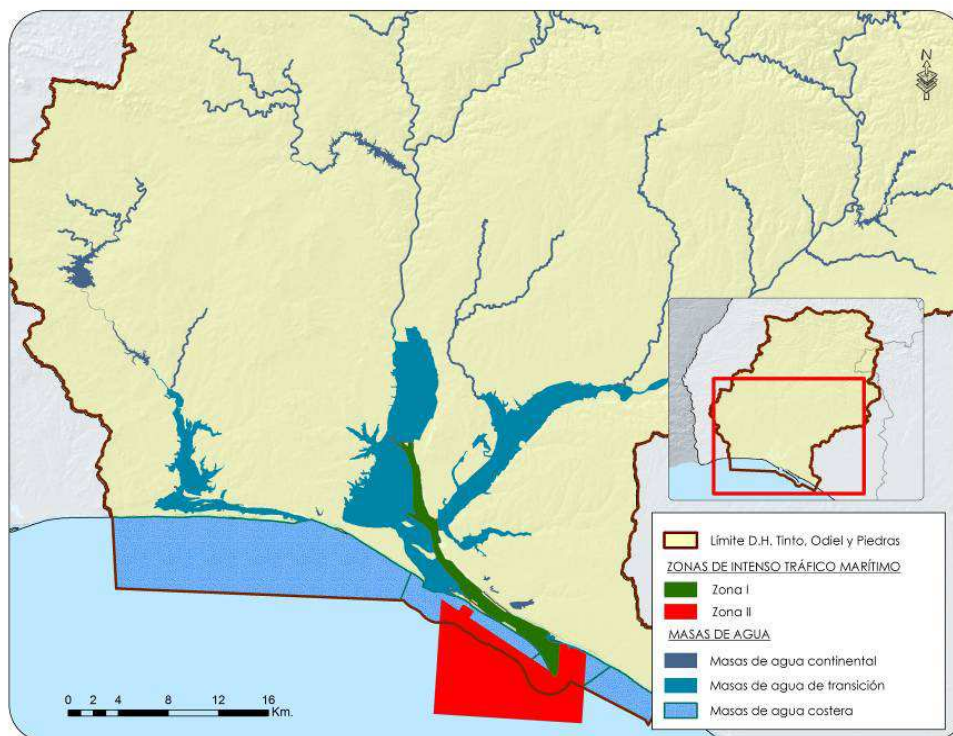 N
Límite D.H. Tinto, Odiel y Piedras
ZONAS DE INTENSO TRÁFICO MARÍTIMO
Zona I
Zona II
MASAS DE AGUA
Masas de agua continental
Masas de agua de transición
Masas de agua costera
0 2 4 8 12 16
Km.